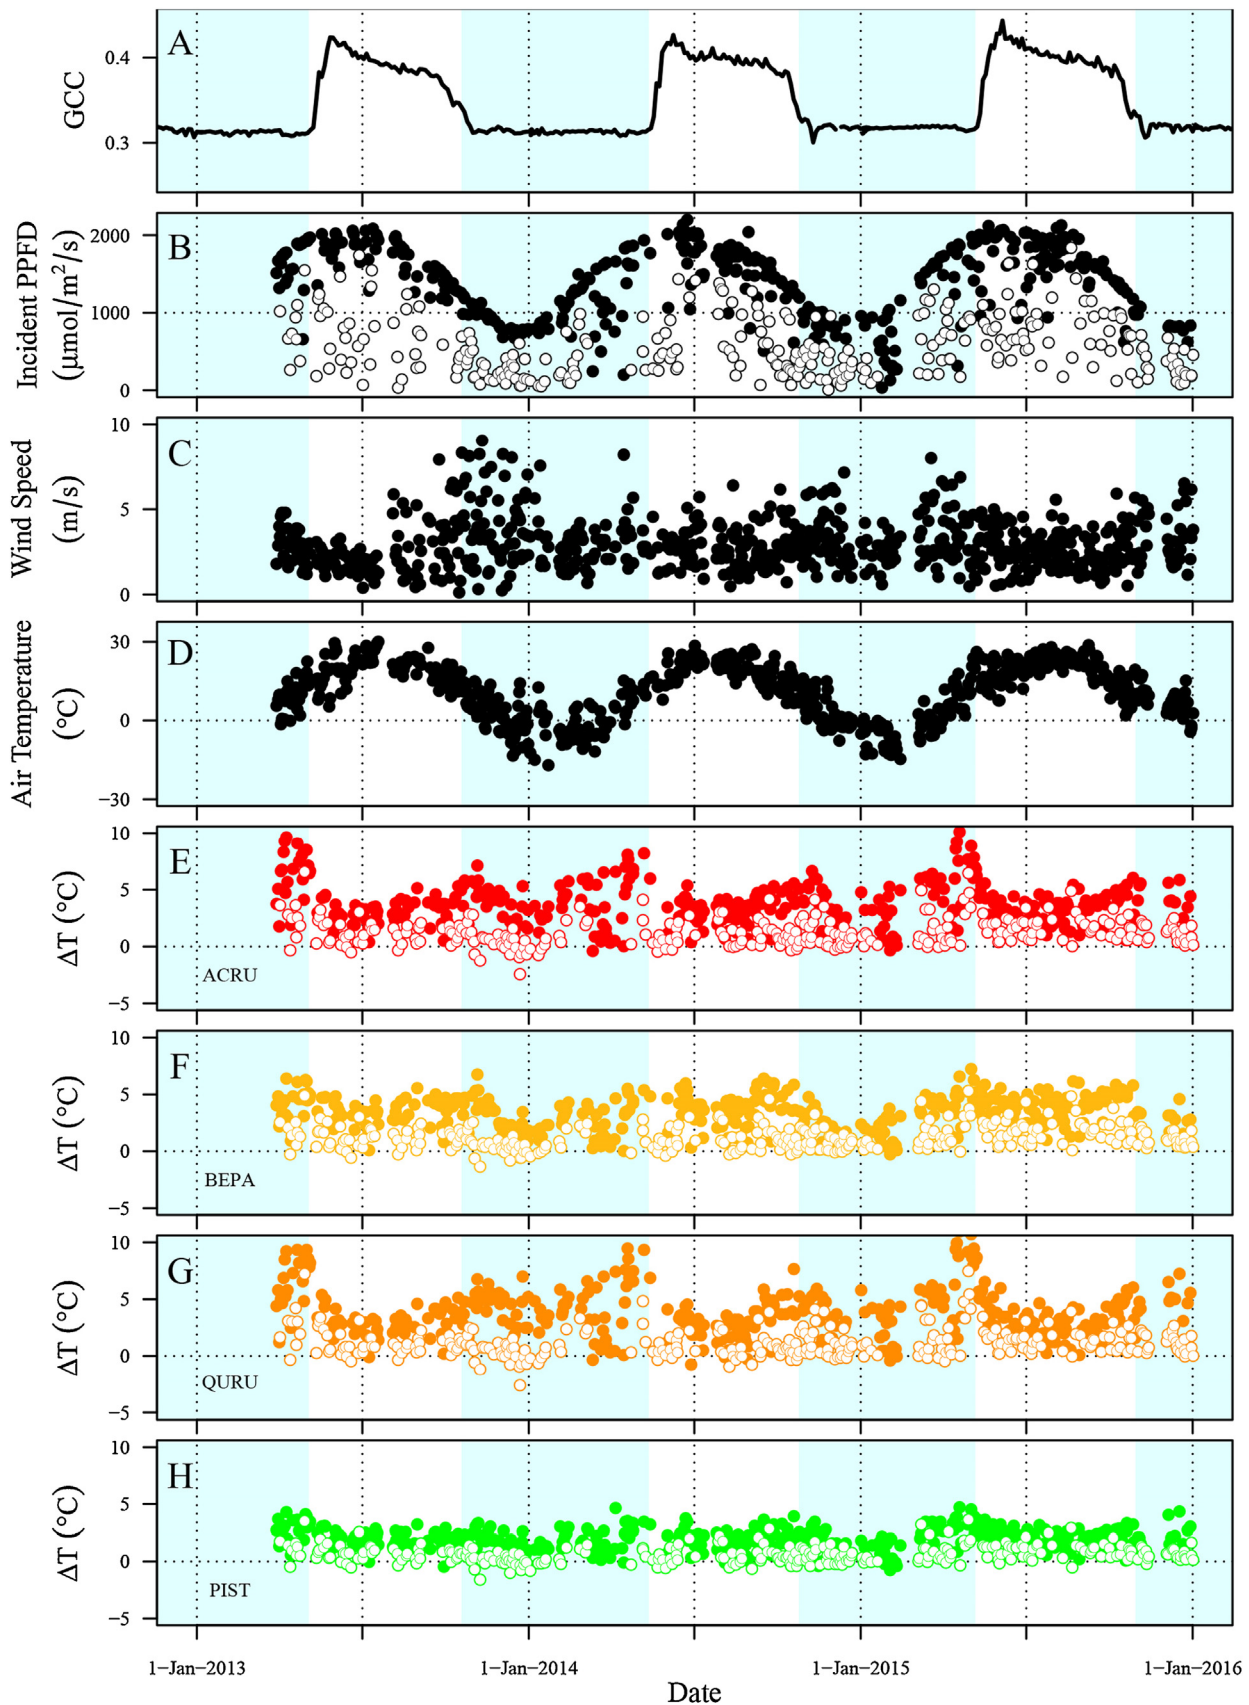 A
GCC
0.4
0.3
B
Incident PPFD
(µmol/m²/s)
2000
1000
0
C
Wind Speed
(m/s)
10
5
0
D
Air Temperature
(°C)
30
0
−30
E
ΔT (°C)
10
5
0
−5
ACRU
F
ΔT (°C)
10
5
0
−5
BEPA
G
ΔT (°C)
10
5
0
−5
QURU
H
ΔT (°C)
10
5
0
−5
PIST
1−Jan−2013 1−Jan−2014 1−Jan−2015 1−Jan−2016
Date